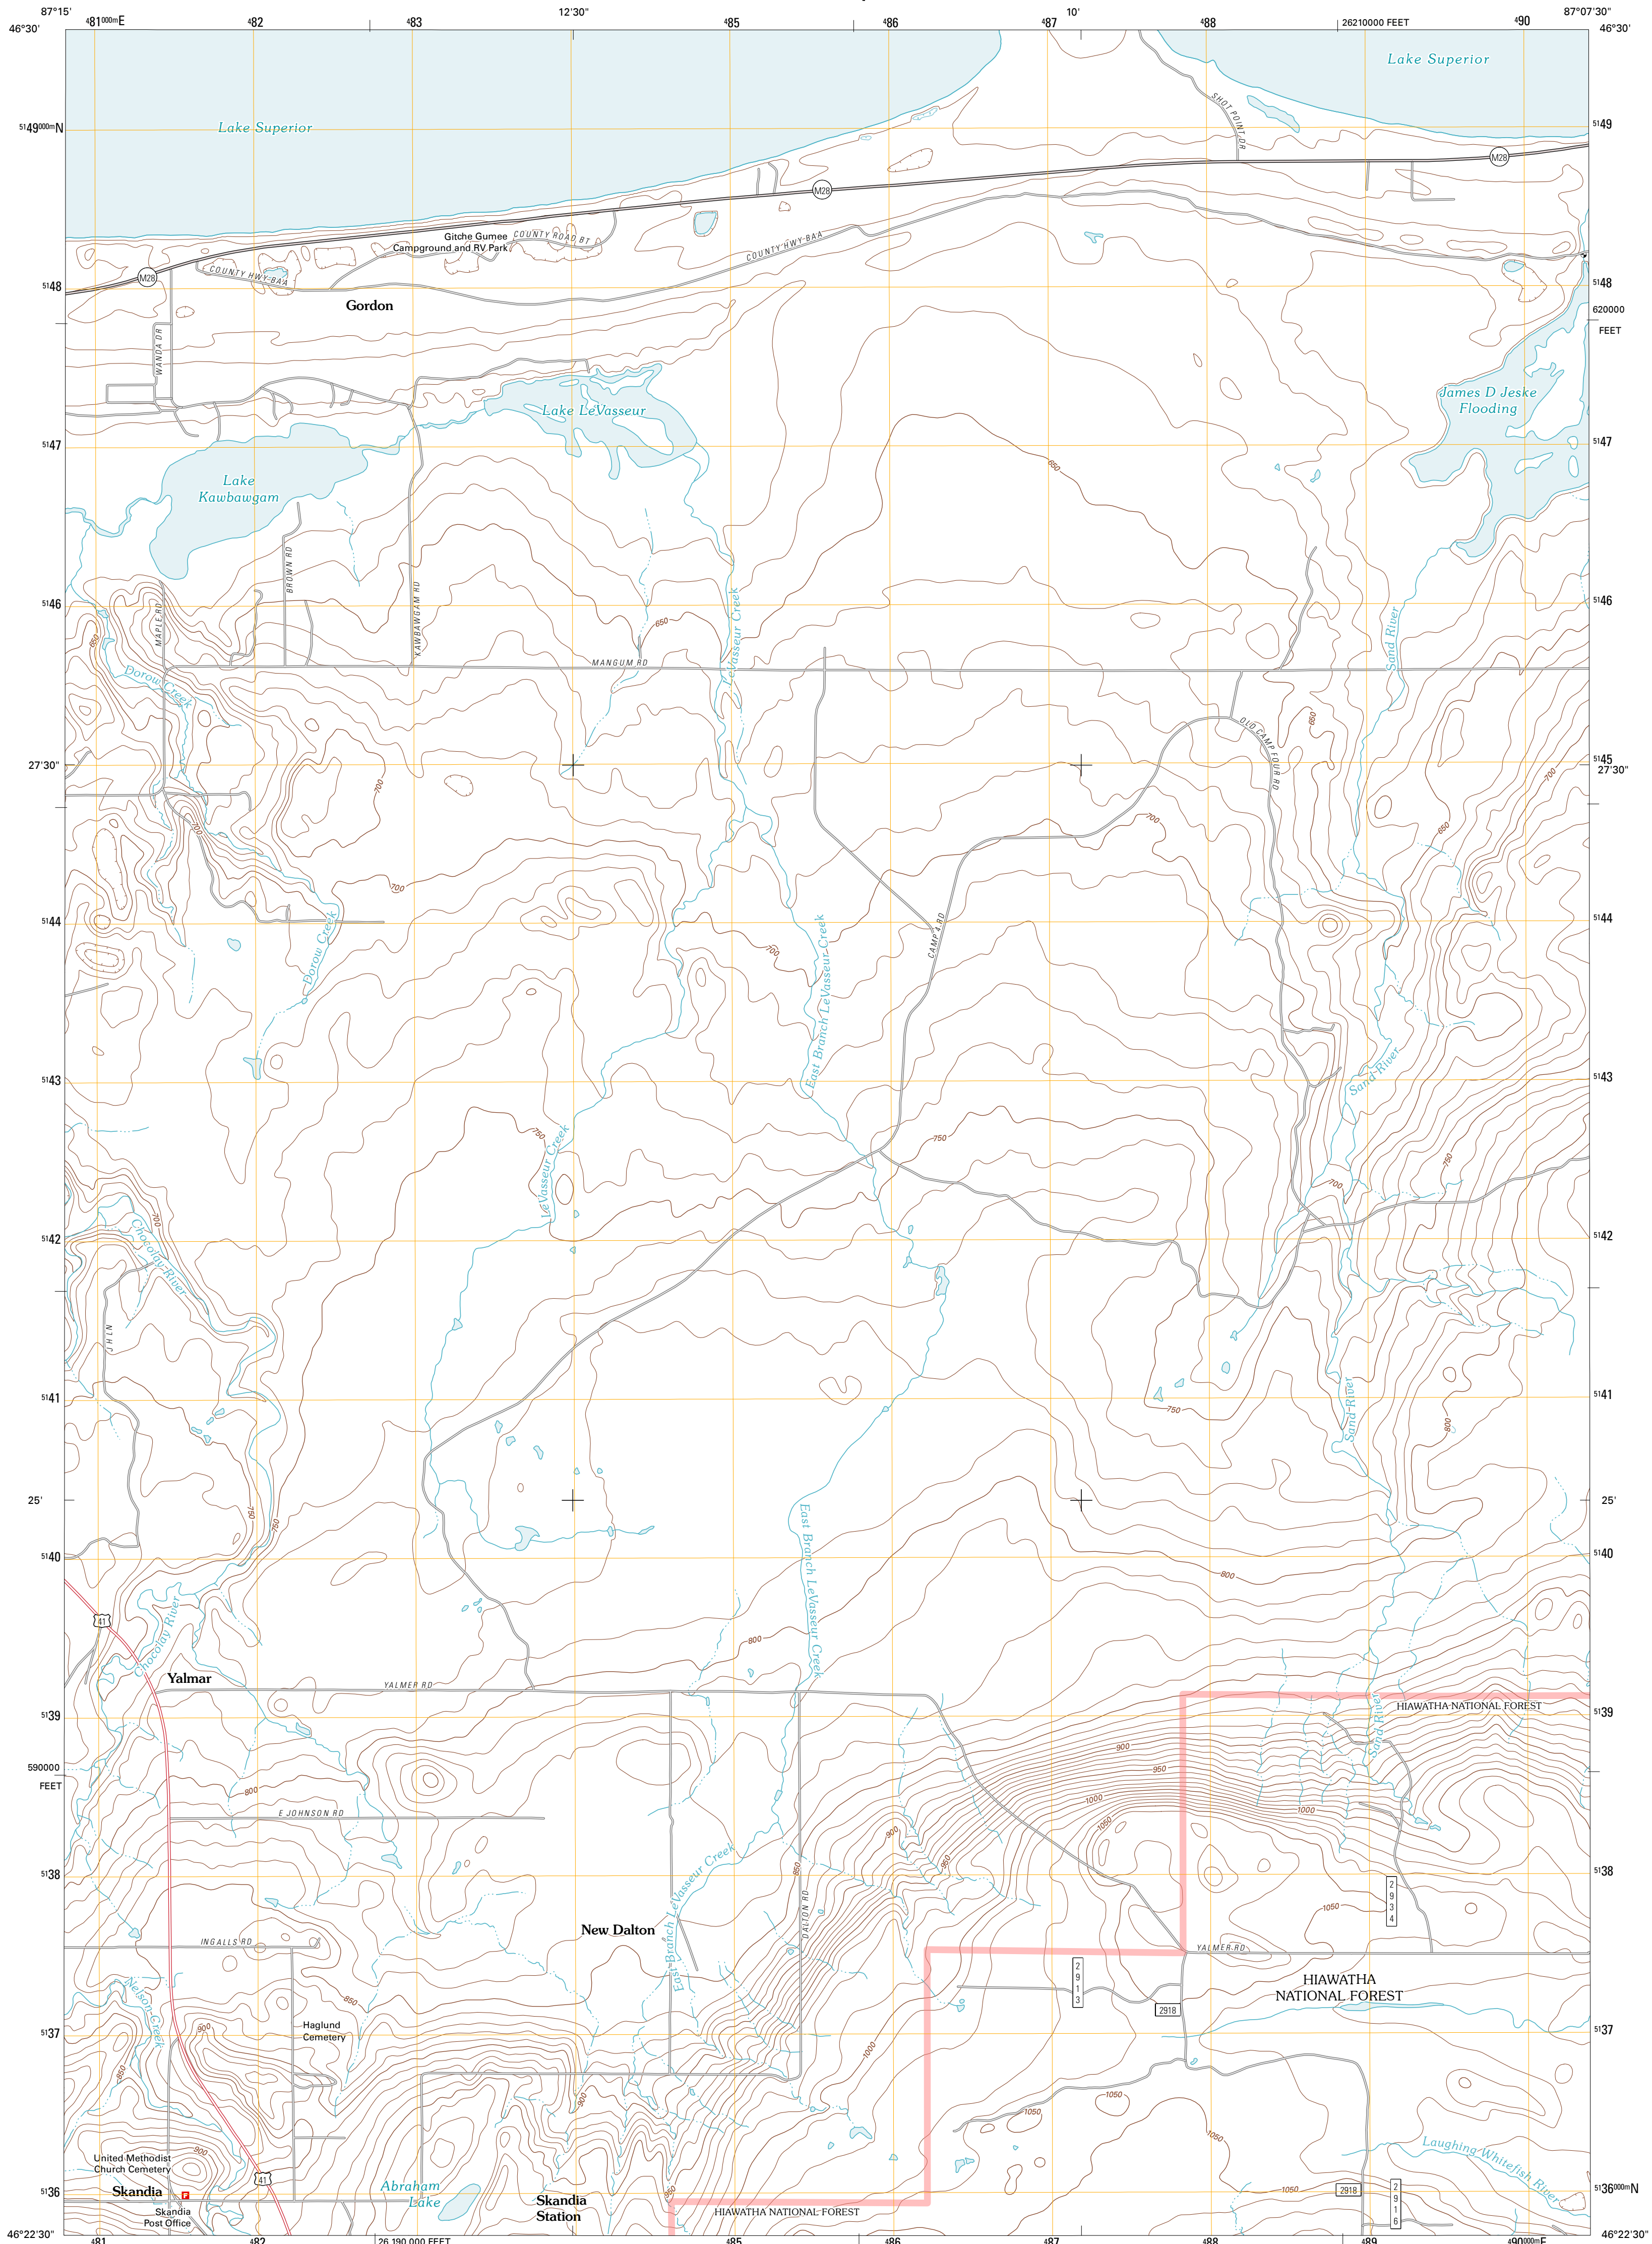 87°15'
⁴81⁰⁰⁰ᵐE
482
483
12'30"
485
486
487
10'
488
26210000 FEET
490
87°07'30"
46°30'
46°30'
Lake Superior
Lake Superior
SHOT POINT DR
⁵149⁰⁰⁰ᵐN
5149
M28
M28
Gitche Gumee
Campground and RV Park
COUNTY ROAD BT
COUNTY HWY-BAA
M28
COUNTY HWY-BAA
5148
5148
Gordon
620000
FEET
WANDA DR
James D Jeske
Flooding
Lake LeVasseur
5147
5147
650
Lake
Kawbawgam
BROWN RD
KAWBAWGAM RD
MAPLE RD
LeVasseur Creek
Sand River
5146
5146
650
650
MANGUM RD
Dorow Creek
650
OLD CAMP FOUR RD
27'30"
5145
27'30"
700
700
700
700
650
700
Dorow Creek
5144
5144
CAMP 4 RD
700
East Branch LeVasseur Creek
5143
5143
Sand River
LeVasseur Creek
750
750
750
700
700
Chocolay River
5142
5142
J H LN
5141
5141
750
Sand River
800
750
750
25'
25'
East Branch LeVasseur Creek
5140
5140
800
41
Chocolay River
800
Yalmar
YALMER RD
HIAWATHA NATIONAL FOREST
Sand River
5139
5139
590000
FEET
900
950
800
1000
1000
E JOHNSON RD
1050
900
950
850
5138
5138
East Branch LeVasseur Creek
DALTON RD
2934
1050
New Dalton
INGALLS RD
YALMER RD
HIAWATHA
NATIONAL FOREST
2913
2918
Nelson Creek
850
900
Haglund
Cemetery
5137
5137
1000
850
900
1050
1050
1050
Laughing Whitefish River
900
United Methodist
Church Cemetery
41
Abraham
Lake
5136
Skandia
F
Skandia
Post Office
Skandia
Station
950
HIAWATHA NATIONAL FOREST
1050
2918
2916
⁵136⁰⁰⁰ᵐN
46°22'30"
46°22'30"
481
482
26 190 000 FEET
485
486
487
488
489
⁴90⁰⁰⁰ᵐE